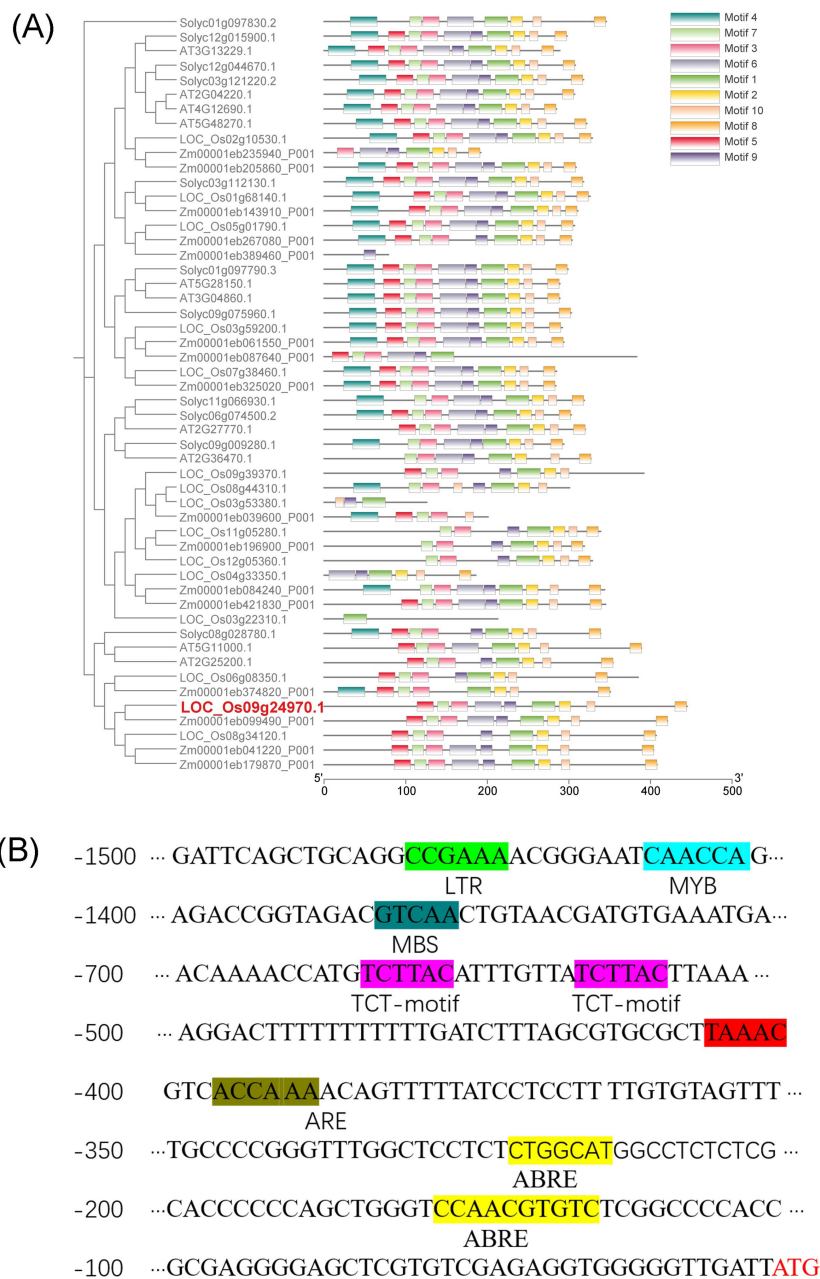 (A)
Solyc01g097830.2
Solyc12g015900.1
AT3G13229.1
Solyc12g044670.1
Solyc03g121220.2
AT2G04220.1
AT4G12690.1
AT5G48270.1
LOC_Os02g10530.1
Zm00001eb235940_P001
Zm00001eb205860_P001
Solyc03g112130.1
LOC_Os01g68140.1
Zm00001eb143910_P001
LOC_Os05g01790.1
Zm00001eb267080_P001
Zm00001eb389460_P001
Solyc01g097790.3
AT5G28150.1
AT3G04860.1
Solyc09g075960.1
LOC_Os03g59200.1
Zm00001eb061550_P001
Zm00001eb087640_P001
LOC_Os07g38460.1
Zm00001eb325020_P001
Solyc11g066930.1
Solyc06g074500.2
AT2G27770.1
Solyc09g009280.1
AT2G36470.1
LOC_Os09g39370.1
LOC_Os08g44310.1
LOC_Os03g53380.1
Zm00001eb039600_P001
LOC_Os11g05280.1
Zm00001eb196900_P001
LOC_Os12g05360.1
LOC_Os04g33350.1
Zm00001eb084240_P001
Zm00001eb421830_P001
LOC_Os03g22310.1
Solyc08g028780.1
AT5G11000.1
AT2G25200.1
LOC_Os06g08350.1
Zm00001eb374820_P001
LOC_Os09g24970.1
Zm00001eb099490_P001
LOC_Os08g34120.1
Zm00001eb041220_P001
Zm00001eb179870_P001
Motif 4
Motif 7
Motif 3
Motif 6
Motif 1
Motif 2
Motif 10
Motif 8
Motif 5
Motif 9
5' 3'
0 100 200 300 400 500
(B)
-1500 ··· GATTCAGCTGCAGGCCGAAAACGGGAATCAACCAG···
LTR MYB
-1400 ··· AGACCGGTAGACGTCAACTGTAACGATGTGAAATGA···
MBS
-700 ··· ACAAAACCATGTCTTACATTTGTTATCTTACTTAAA ···
TCT-motif TCT-motif
-500 ··· AGGACTTTTTTTTTTTGATCTTTAGCGTGCGCTTAAAC
-400 GTCACCAAAACAGTTTTTATCCTCCTT TTGTGTAGTTT ···
ARE
-350 ···TGCCCCGGGTTTGGCTCCTCTCTGGCATGGCCTCTCTCG ···
ABRE
-200 ···CACCCCCCAGCTGGGTCCAACGTGTCTCGGCCCCACC ···
ABRE
-100 ···GCGAGGGGAGCTCGTGTCGAGAGGTGGGGGTTGATTATG